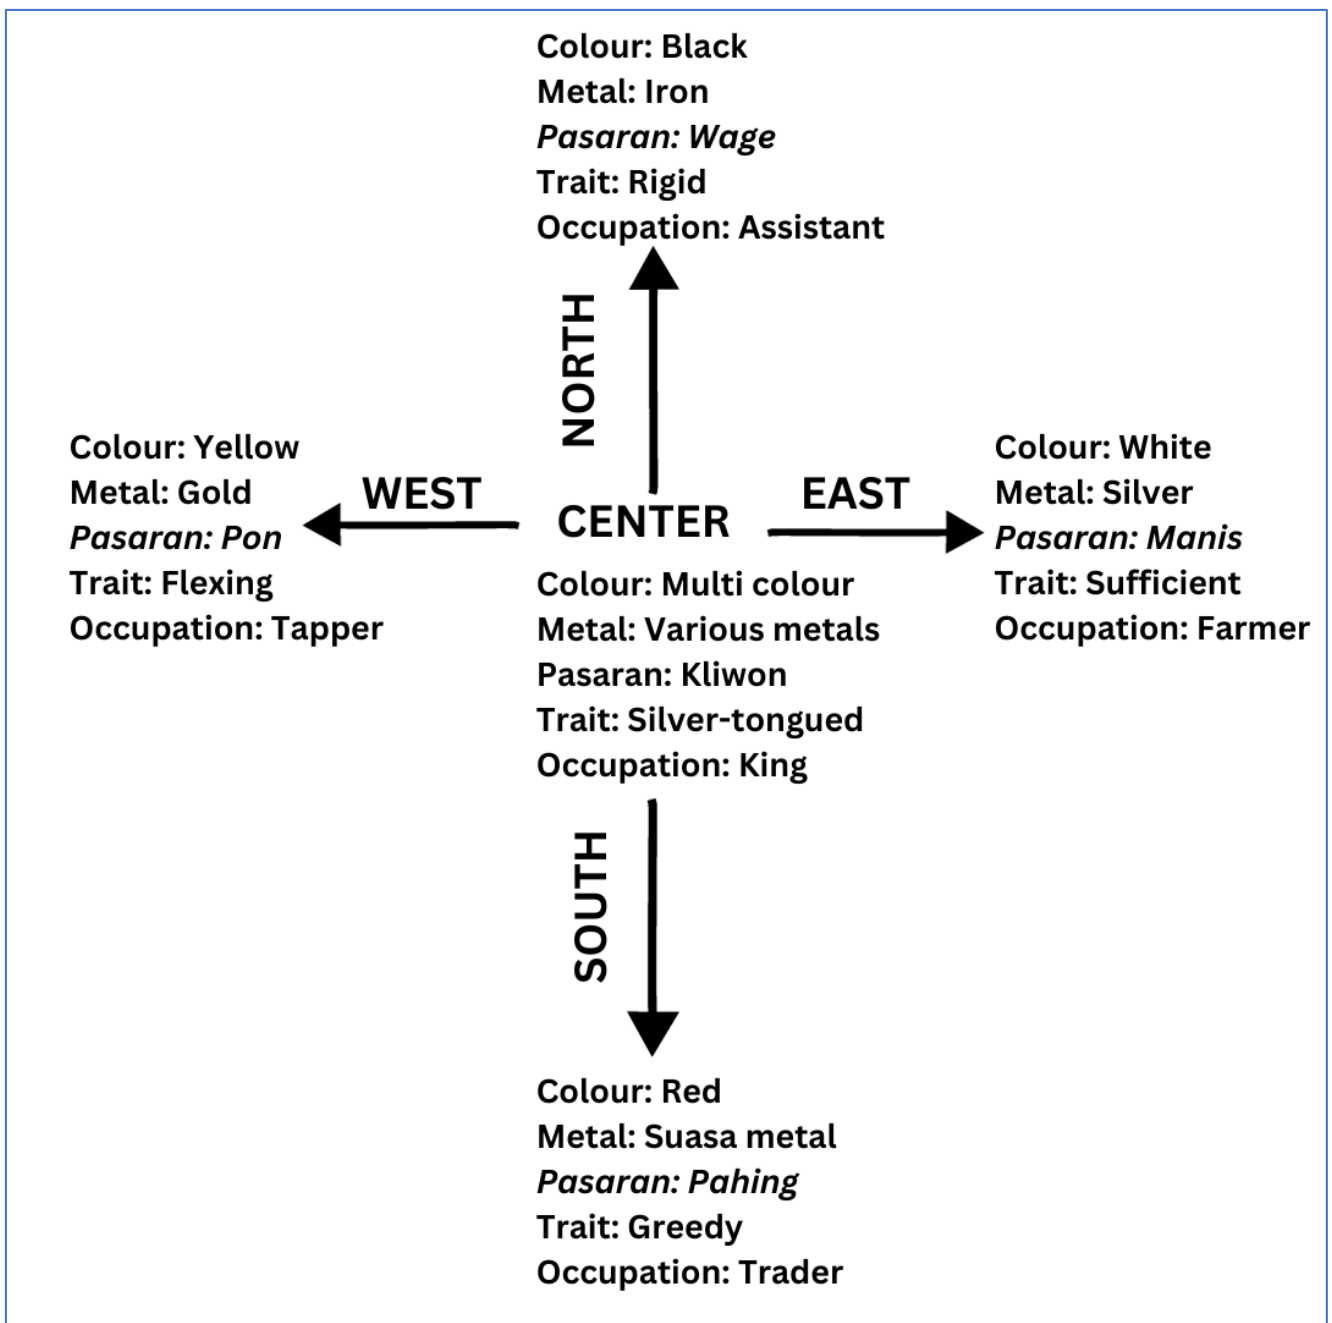 Colour: Black
Metal: Iron
Pasaran: Wage
Trait: Rigid
Occupation: Assistant
NORTH
Colour: Yellow
Metal: Gold
Pasaran: Pon
Trait: Flexing
Occupation: Tapper
WEST
CENTER
Colour: Multi colour
Metal: Various metals
Pasaran: Kliwon
Trait: Silver-tongued
Occupation: King
EAST
Colour: White
Metal: Silver
Pasaran: Manis
Trait: Sufficient
Occupation: Farmer
SOUTH
Colour: Red
Metal: Suasa metal
Pasaran: Pahing
Trait: Greedy
Occupation: Trader